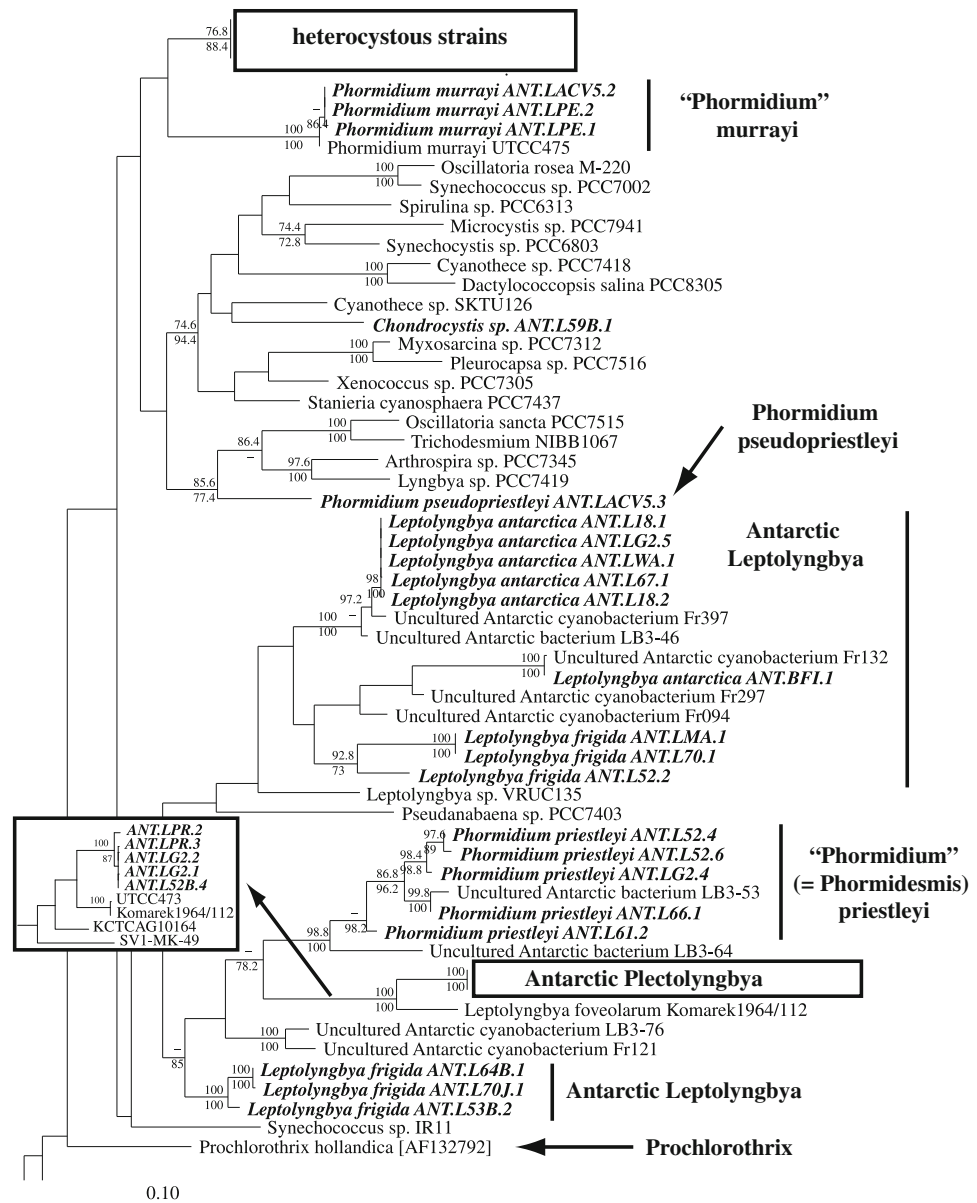 76.8
88.4
heterocystous strains
Phormidium murrayi ANT.LACV5.2
–
Phormidium murrayi ANT.LPE.2
86.4
100
Phormidium murrayi ANT.LPE.1
100
Phormidium murrayi UTCC475
“Phormidium”
murrayi
100
Oscillatoria rosea M-220
100
Synechococcus sp. PCC7002
Spirulina sp. PCC6313
74.4
Microcystis sp. PCC7941
72.8
Synechocystis sp. PCC6803
100
Cyanothece sp. PCC7418
100
Dactylococcopsis salina PCC8305
Cyanothece sp. SKTU126
74.6
94.4
Chondrocystis sp. ANT.L59B.1
100
Myxosarcina sp. PCC7312
100
Pleurocapsa sp. PCC7516
Xenococcus sp. PCC7305
Stanieria cyanosphaera PCC7437
100
Oscillatoria sancta PCC7515
100
Trichodesmium NIBB1067
86.4
–
97.6
Arthrospira sp. PCC7345
100
Lyngbya sp. PCC7419
85.6
77.4
Phormidium pseudopriestleyi ANT.LACV5.3
Phormidium
pseudopriestleyi
Leptolyngbya antarctica ANT.L18.1
Leptolyngbya antarctica ANT.LG2.5
Leptolyngbya antarctica ANT.LWA.1
98
Leptolyngbya antarctica ANT.L67.1
100
Leptolyngbya antarctica ANT.L18.2
97.2
–
Uncultured Antarctic cyanobacterium Fr397
100
100
Uncultured Antarctic bacterium LB3-46
Antarctic
Leptolyngbya
100
Uncultured Antarctic cyanobacterium Fr132
100
Leptolyngbya antarctica ANT.BFI.1
Uncultured Antarctic cyanobacterium Fr297
Uncultured Antarctic cyanobacterium Fr094
100
Leptolyngbya frigida ANT.LMA.1
100
Leptolyngbya frigida ANT.L70.1
92.8
73
Leptolyngbya frigida ANT.L52.2
Leptolyngbya sp. VRUC135
Pseudanabaena sp. PCC7403
ANT.LPR.2
100
ANT.LPR.3
87
ANT.LG2.2
ANT.LG2.1
ANT.L52B.4
100
UTCC473
Komarek1964/112
KCTCAG10164
SV1-MK-49
97.6
Phormidium priestleyi ANT.L52.4
89
Phormidium priestleyi ANT.L52.6
98.4
98.8
Phormidium priestleyi ANT.LG2.4
86.8
96.2
99.8
Uncultured Antarctic bacterium LB3-53
100
Phormidium priestleyi ANT.L66.1
–
98.2
Phormidium priestleyi ANT.L61.2
98.8
100
Uncultured Antarctic bacterium LB3-64
“Phormidium”
(= Phormidesmis)
priestleyi
–
78.2
100
100
Antarctic Plectolyngbya
100
100
Leptolyngbya foveolarum Komarek1964/112
100
Uncultured Antarctic cyanobacterium LB3-76
100
Uncultured Antarctic cyanobacterium Fr121
–
85
100
Leptolyngbya frigida ANT.L64B.1
100
Leptolyngbya frigida ANT.L70J.1
100
100
Leptolyngbya frigida ANT.L53B.2
Antarctic Leptolyngbya
Synechococcus sp. IR11
Prochlorothrix hollandica [AF132792]
Prochlorothrix
0.10